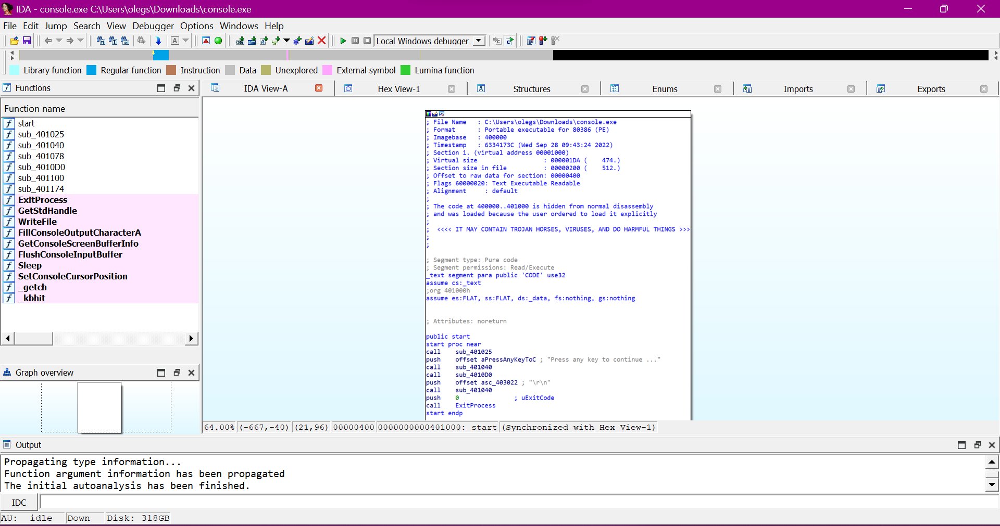 IDA - console.exe C:\Users\olegs\Downloads\console.exe
File Edit Jump Search View Debugger Options Windows Help
Local Windows debugger
Library function Regular function Instruction Data Unexplored External symbol Lumina function
Functions
IDA View-A Hex View-1 Structures Enums Imports Exports
Function name
start
sub_401025
sub_401040
sub_401078
sub_4010D0
sub_401100
sub_401174
ExitProcess
GetStdHandle
WriteFile
FillConsoleOutputCharacterA
GetConsoleScreenBufferInfo
FlushConsoleInputBuffer
Sleep
SetConsoleCursorPosition
_getch
_kbhit
Graph overview
; File Name   : C:\Users\olegs\Downloads\console.exe
; Format      : Portable executable for 80386 (PE)
; Imagebase   : 400000
; Timestamp   : 6334173C (Wed Sep 28 09:43:24 2022)
; Section 1. (virtual address 00001000)
; Virtual size                  : 000001DA (    474.)
; Section size in file          : 00000200 (    512.)
; Offset to raw data for section: 00000400
; Flags 60000020: Text Executable Readable
; Alignment     : default
;
; The code at 400000..401000 is hidden from normal disassembly
; and was loaded because the user ordered to load it explicitly
;
;  <<<< IT MAY CONTAIN TROJAN HORSES, VIRUSES, AND DO HARMFUL THINGS >>>
;
;
; Segment type: Pure code
; Segment permissions: Read/Execute
_text segment para public 'CODE' use32
assume cs:_text
;org 401000h
assume es:FLAT, ss:FLAT, ds:_data, fs:nothing, gs:nothing
; Attributes: noreturn
public start
start proc near
call    sub_401025
push    offset aPressAnyKeyToC ; "Press any key to continue ..."
call    sub_401040
call    sub_4010D0
push    offset asc_403022 ; "\r\n"
call    sub_401040
push    0               ; uExitCode
call    ExitProcess
start endp
64.00% (-667,-40) (21,96) 00000400 0000000000401000: start (Synchronized with Hex View-1)
Output
Propagating type information...
Function argument information has been propagated
The initial autoanalysis has been finished.
IDC
AU: idle Down Disk: 318GB